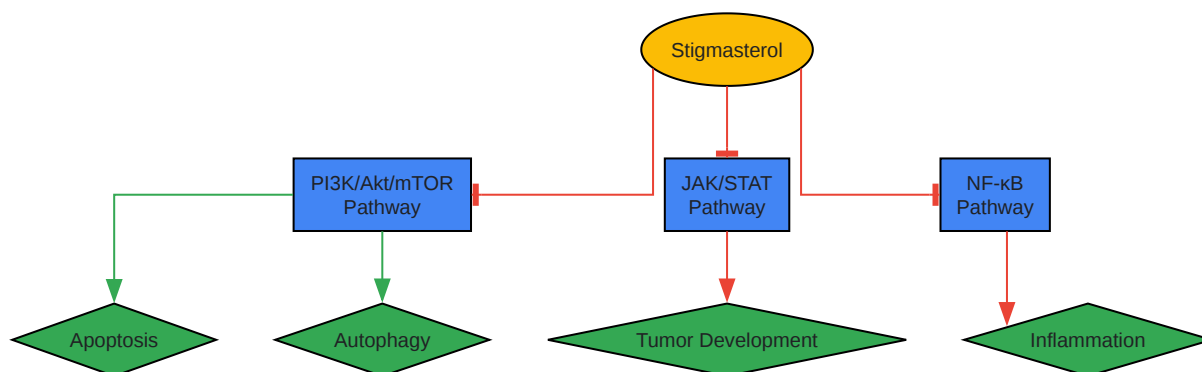 Stigmasterol
PI3K/Akt/mTOR
Pathway
JAK/STAT
Pathway
NF-κB
Pathway
Apoptosis
Autophagy
Tumor Development
Inflammation